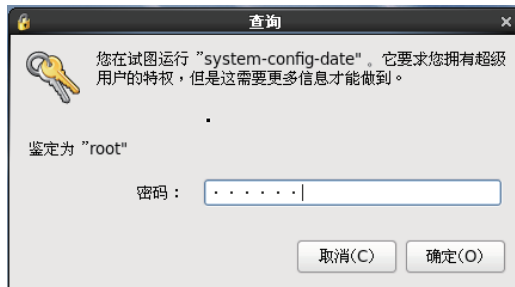 查询
您在试图运行 "system-config-date" 。它要求您拥有超级
用户的特权，但是这需要更多信息才能做到。
鉴定为 "root"
密码：
取消(C) 确定(O)